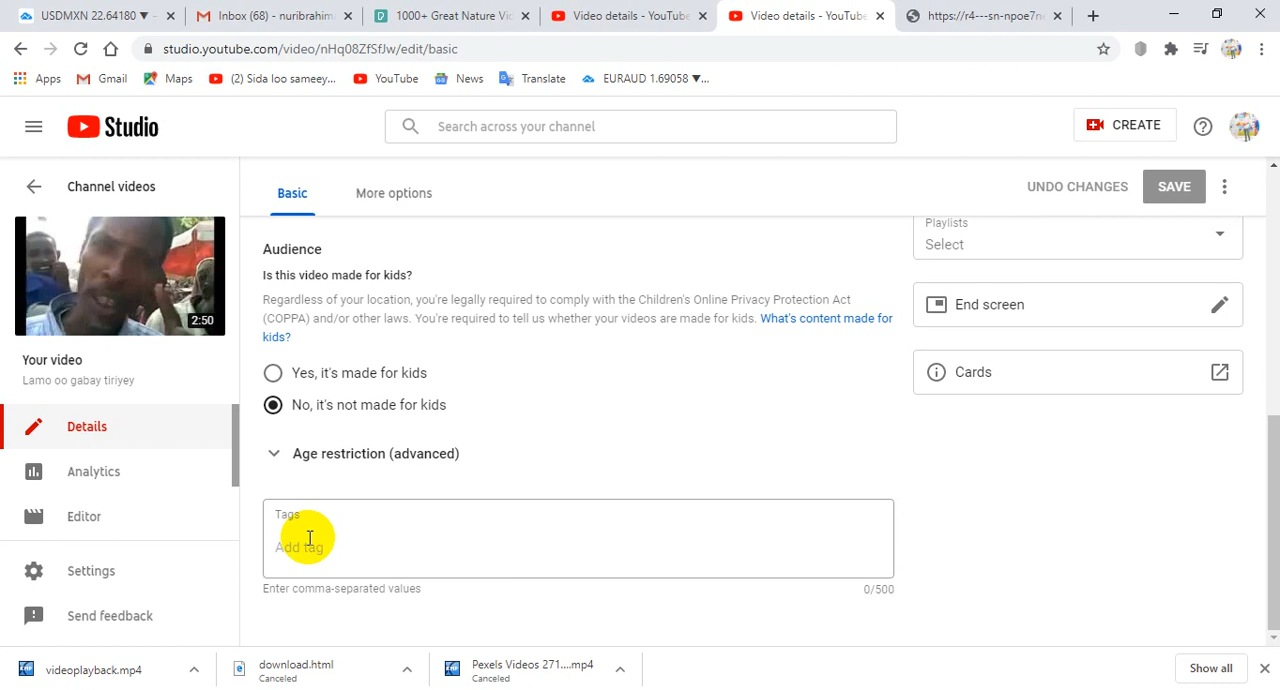 USDMXN 22.64180 ▼
Inbox (68) - nuribrahim
1000+ Great Nature Vi
Video details - YouTube
Video details - YouTube
https://r4---sn-npoe7ne
studio.youtube.com/video/nHq08ZfSfJw/edit/basic
Apps
Gmail
Maps
(2) Sida loo sameey...
YouTube
News
Translate
EURAUD 1.69058 ▼...
Studio
Search across your channel
CREATE
Channel videos
Basic
More options
UNDO CHANGES
SAVE
2:50
Your video
Lamo oo gabay tiriyey
Details
Analytics
Editor
Settings
Send feedback
Audience
Is this video made for kids?
Regardless of your location, you're legally required to comply with the Children's Online Privacy Protection Act
(COPPA) and/or other laws. You're required to tell us whether your videos are made for kids. What's content made for
kids?
Yes, it's made for kids
No, it's not made for kids
Age restriction (advanced)
Tags
Add tag
Enter comma-separated values
0/500
Playlists
Select
End screen
Cards
videoplayback.mp4
download.html
Canceled
Pexels Videos 271....mp4
Canceled
Show all